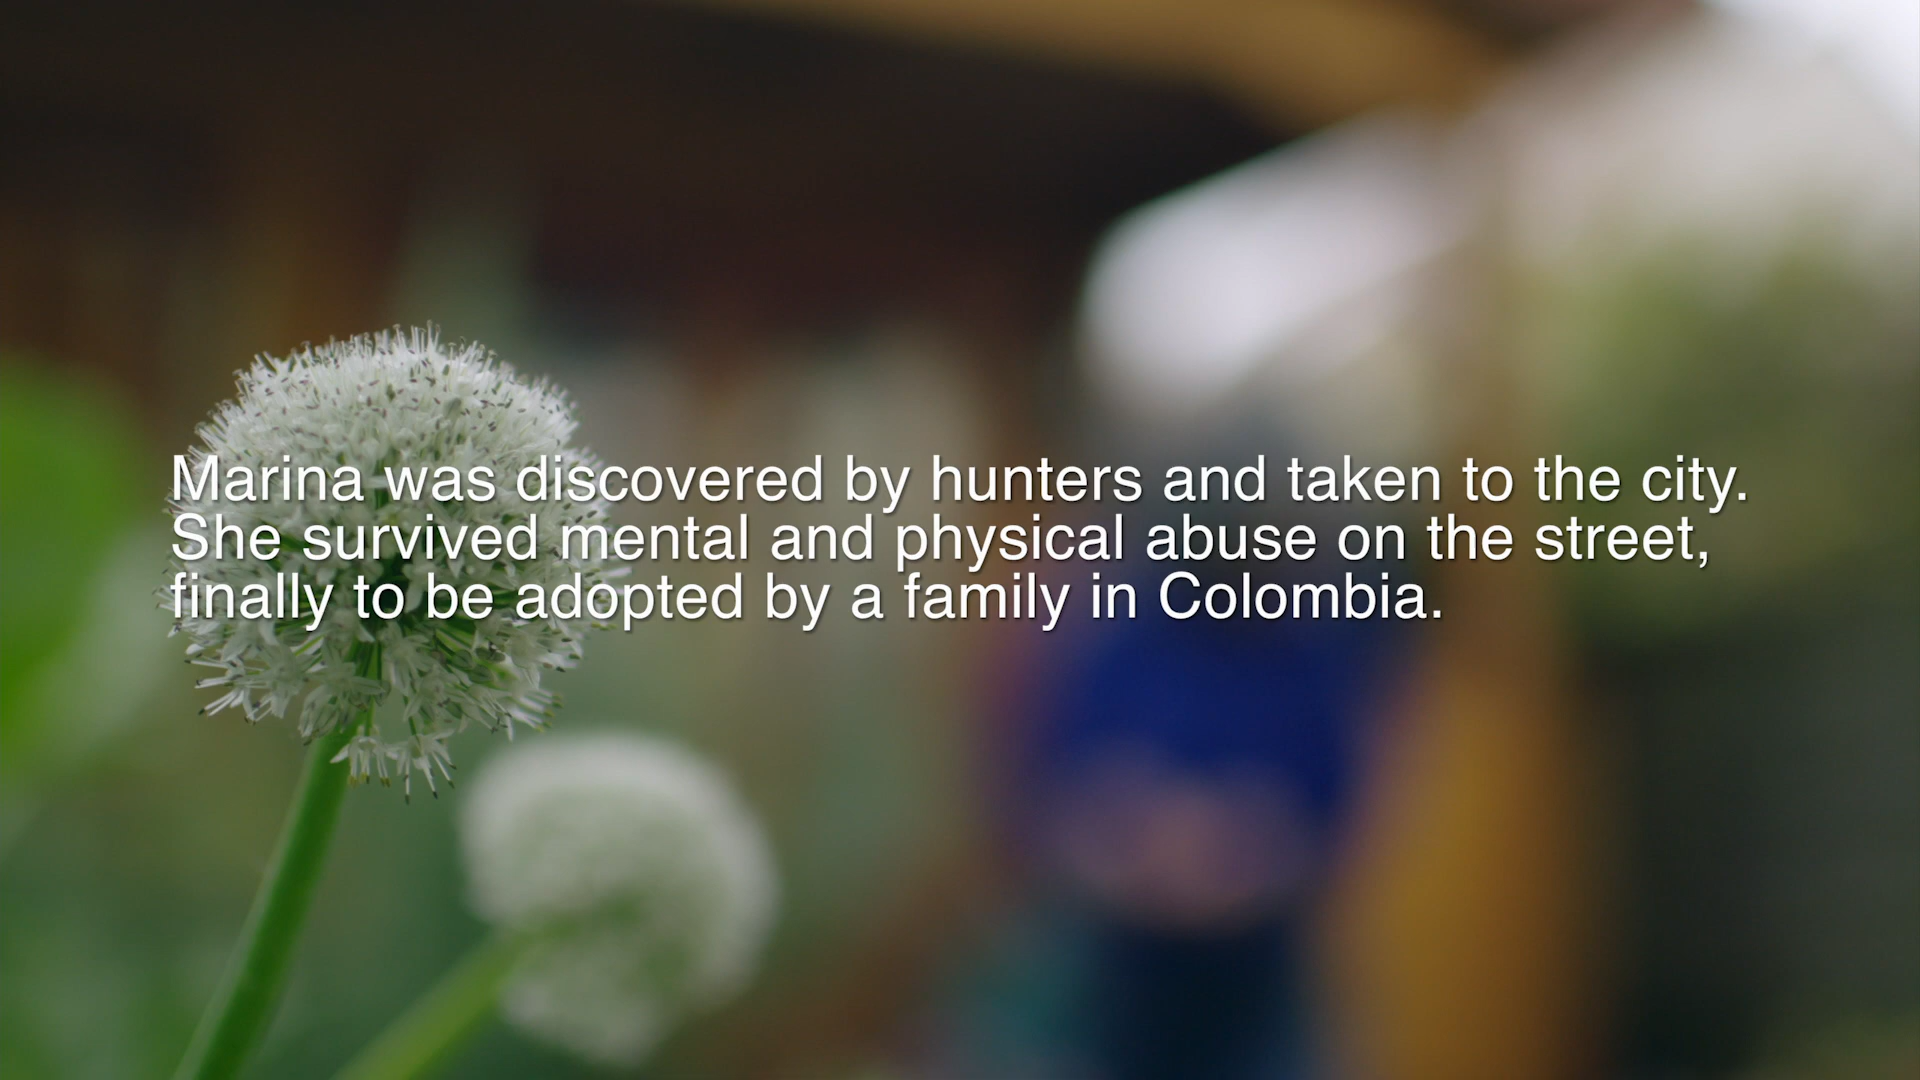 Marina was discovered by hunters and taken to the city.
She survived mental and physical abuse on the street,
finally to be adopted by a family in Colombia.